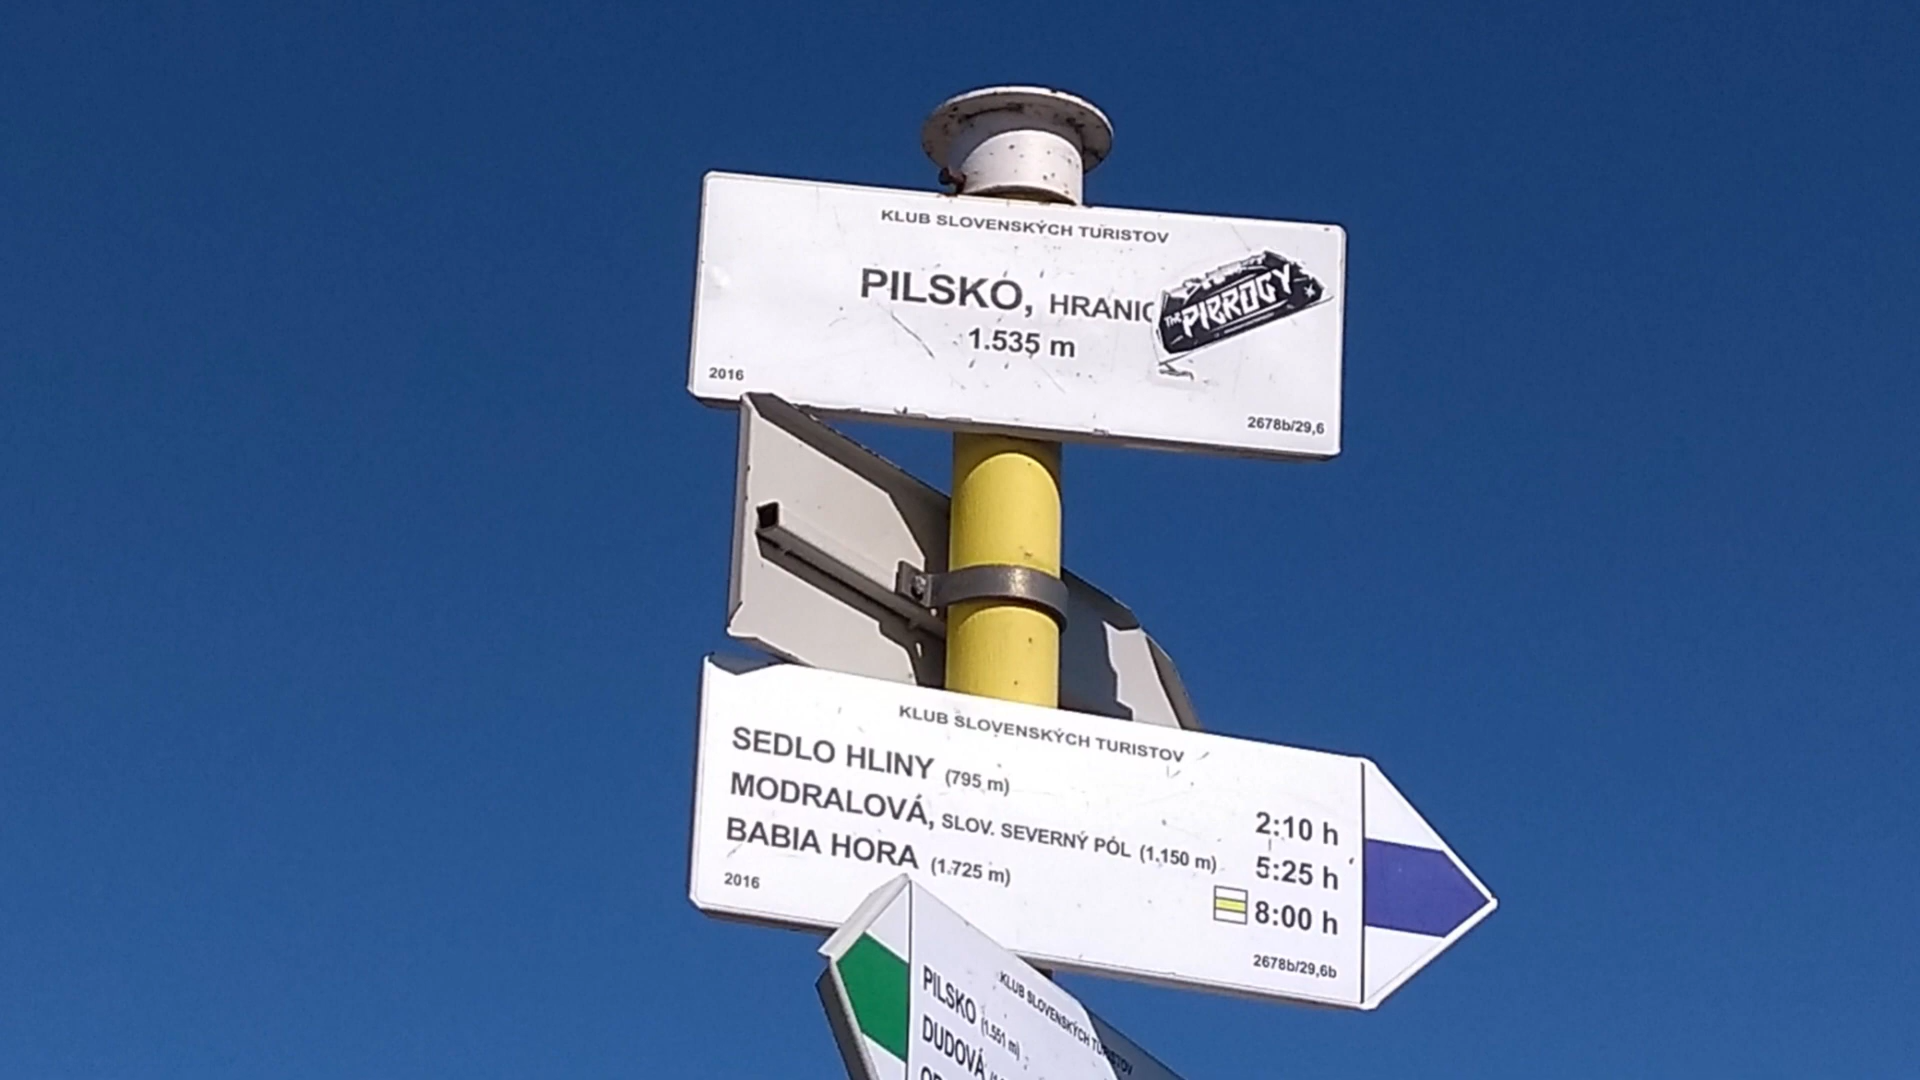 KLUB SLOVENSKÝCH TURISTOV
PILSKO, HRANIC
1.535 m
THE PIEROGY
2016
2678b/29,6
KLUB SLOVENSKÝCH TURISTOV
SEDLO HLINY (795 m) 2:10 h
MODRALOVÁ, SLOV. SEVERNÝ PÓL (1.150 m) 5:25 h
BABIA HORA (1.725 m) 8:00 h
2016
2678b/29,6b
KLUB SLOVENSKÝCH TURISTOV
PILSKO (1.551 m)
DUDOVÁ